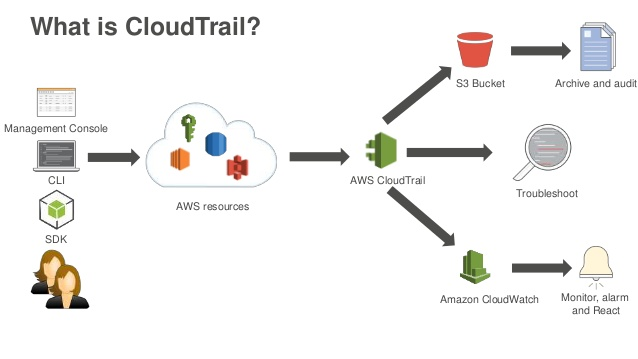 What is CloudTrail?
Management Console
CLI
SDK
AWS resources
AWS CloudTrail
S3 Bucket
Archive and audit
Troubleshoot
Amazon CloudWatch
Monitor, alarm
and React